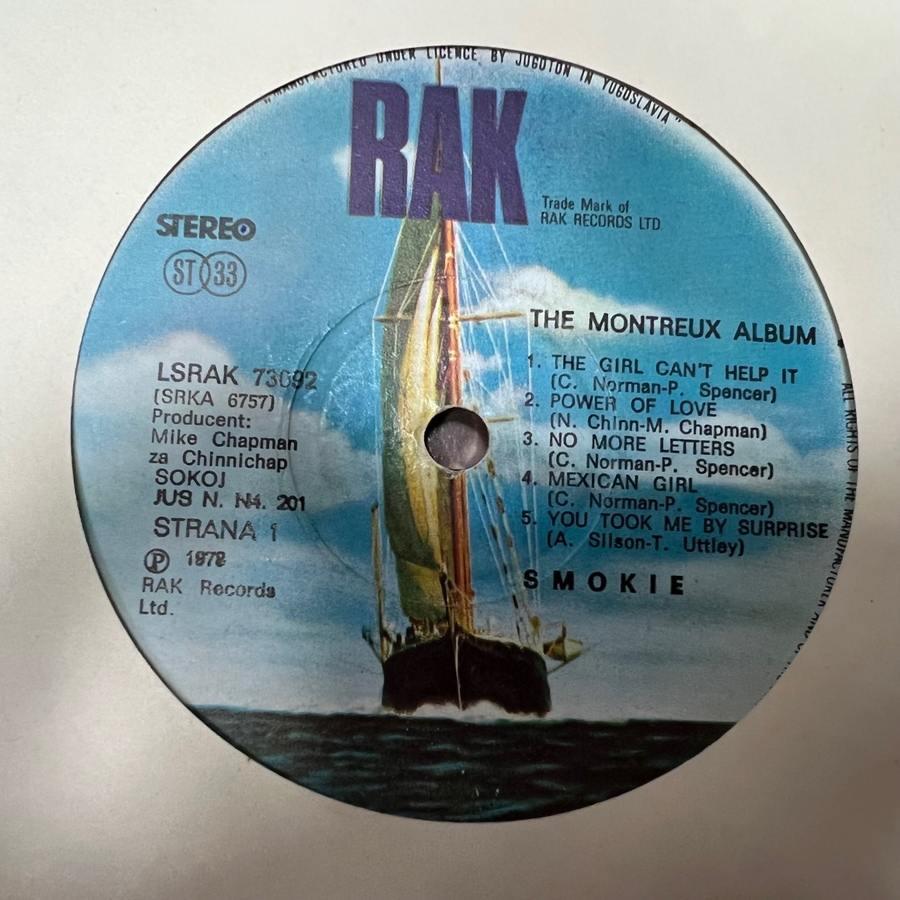 "MANUFACTURED UNDER LICENCE BY JUGOTON IN YUGOSLAVIA"
RAK
Trade Mark of
RAK RECORDS LTD
STEREO
ST 33
THE MONTREUX ALBUM
1. THE GIRL CAN'T HELP IT
(C. Norman-P. Spencer)
2. POWER OF LOVE
(N. Chinn-M. Chapman)
3. NO MORE LETTERS
(C. Norman-P. Spencer)
4. MEXICAN GIRL
(C. Norman-P. Spencer)
5. YOU TOOK ME BY SURPRISE
(A. Silson-T. Uttley)
SMOKIE
LSRAK 73092
(SRKA 6757)
Producent:
Mike Chapman
za Chinnichap
SOKOJ
JUS N. N4. 201
STRANA 1
Ⓟ 1978
RAK Records
Ltd.
ALL RIGHTS OF THE MANUFACTURER AND OF